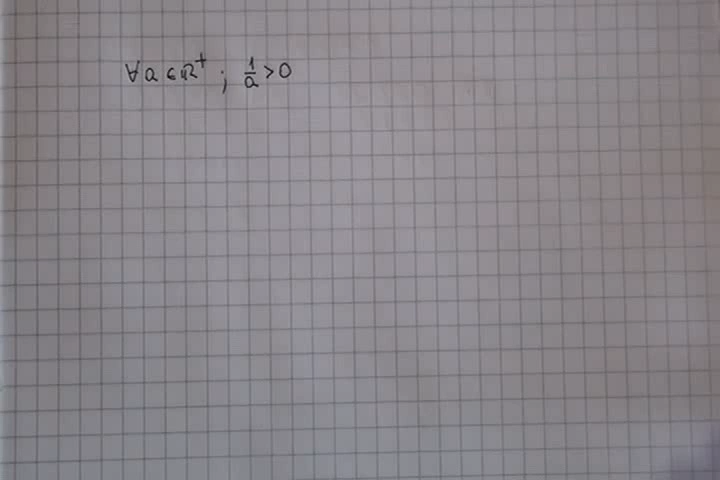 ∀ a ∈ ℝ⁺ ; 1/a > 0